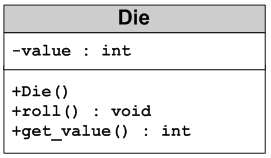 Die
-value : int
+Die()
+roll() : void
+get_value() : int